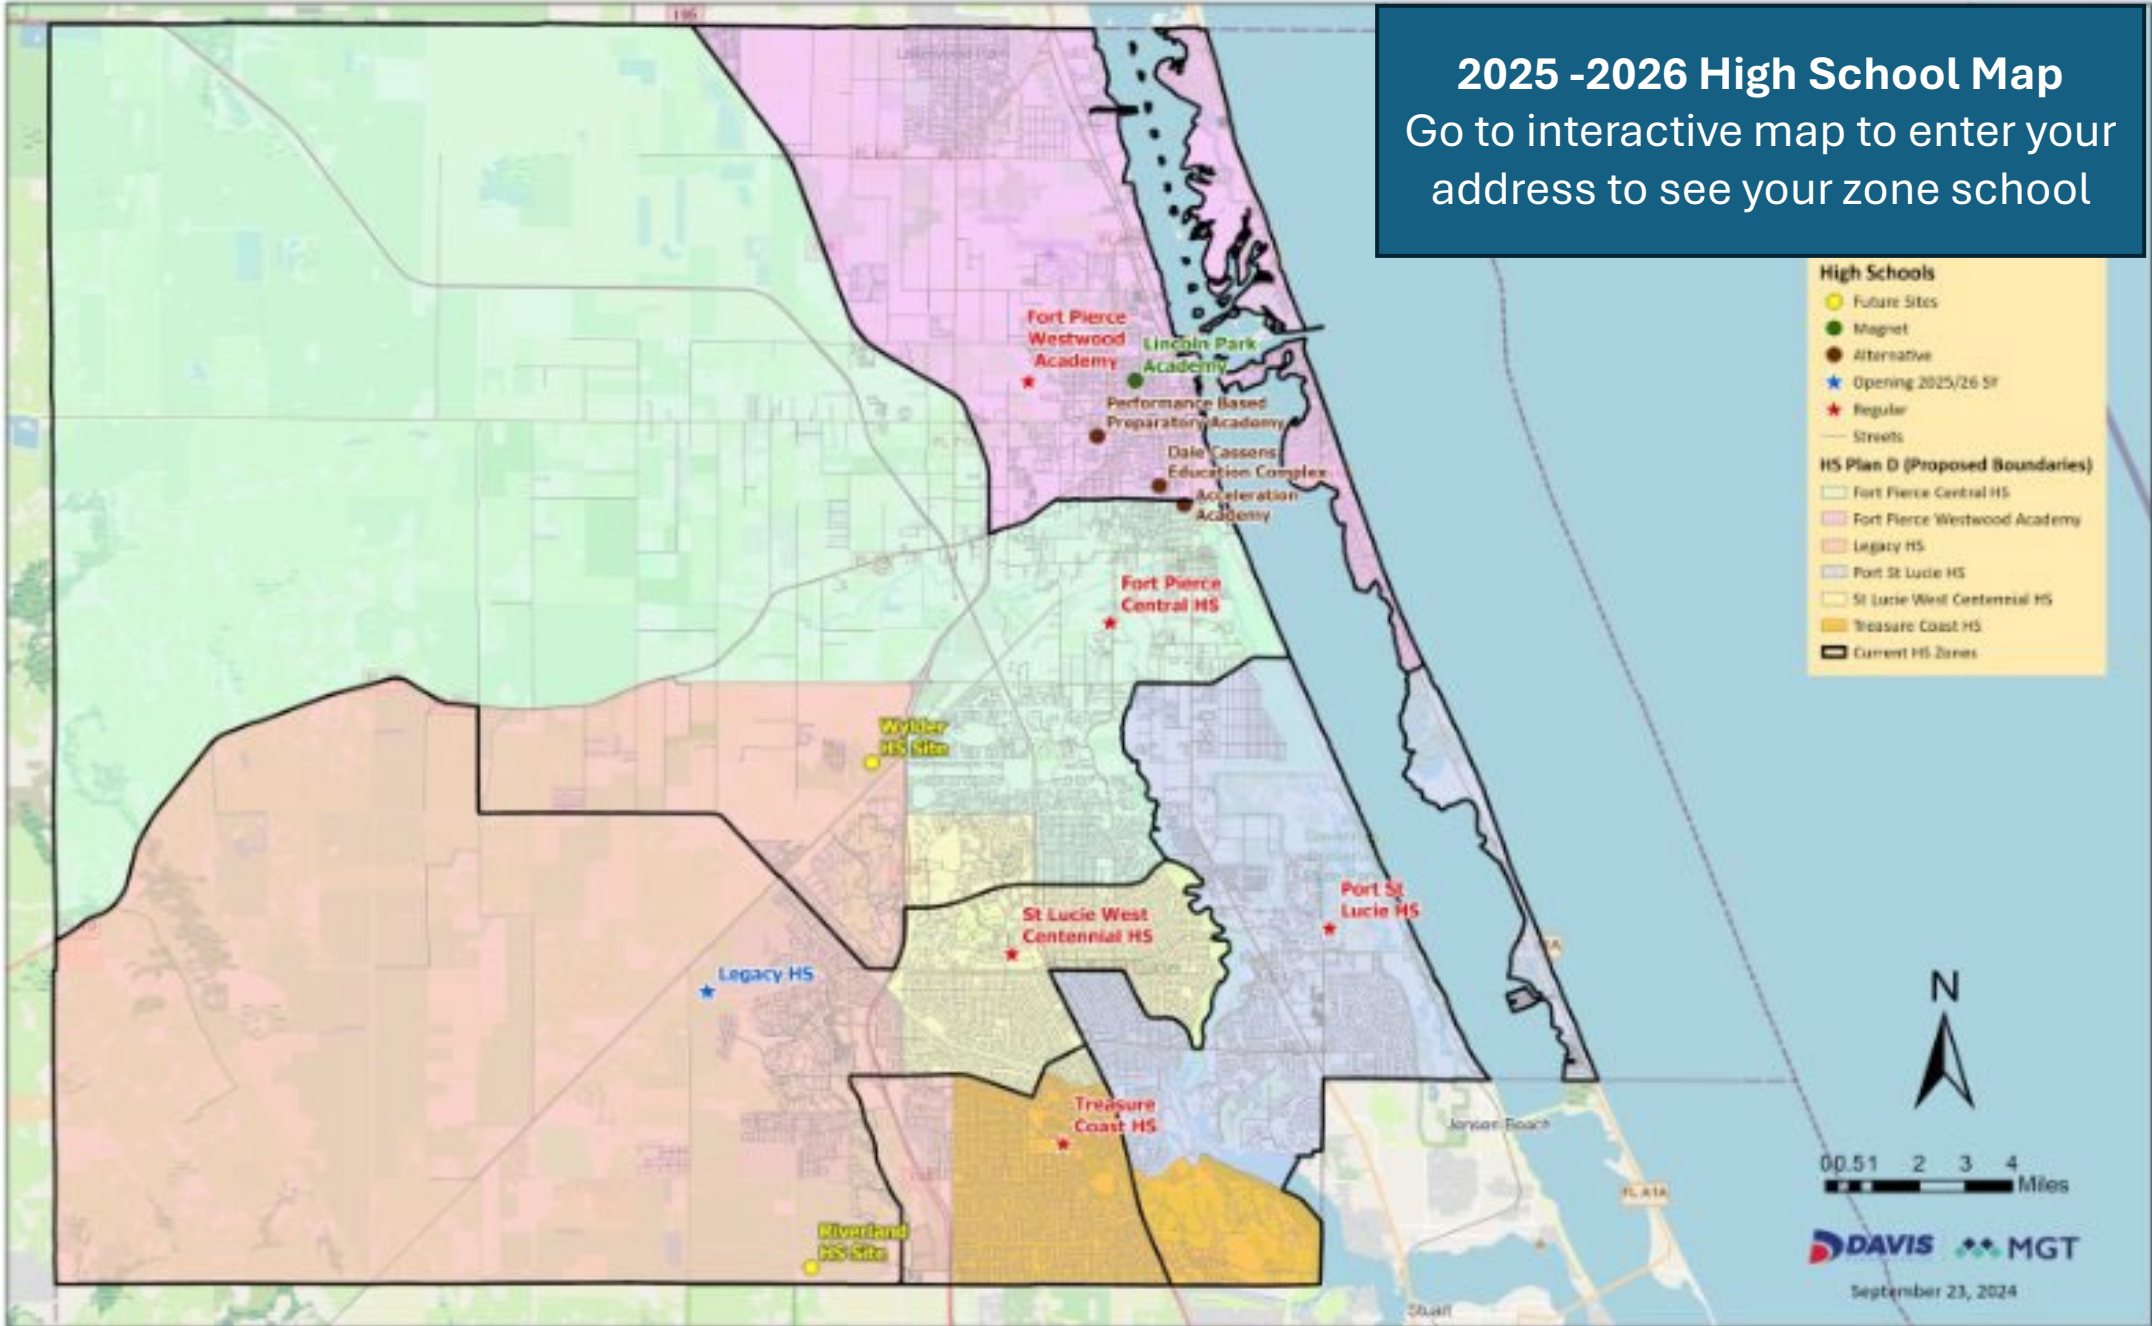 2025 -2026 High School Map
Go to interactive map to enter your
address to see your zone school
High Schools
Future Sites
Magnet
Alternative
Opening 2025/26 SY
Regular
Streets
HS Plan D (Proposed Boundaries)
Fort Pierce Central HS
Fort Pierce Westwood Academy
Legacy HS
Port St Lucie HS
St Lucie West Centennial HS
Treasure Coast HS
Current HS Zones
Fort Pierce
Westwood
Academy
Lincoln Park
Academy
Performance Based
Preparatory Academy
Dale Cassens
Education Complex
Acceleration
Academy
Fort Pierce
Central HS
Wylder
HS Site
Port St
Lucie HS
St Lucie West
Centennial HS
Legacy HS
Treasure
Coast HS
Riverland
HS Site
Jensen Beach
FL A1A
Stuart
N
00.51 2 3 4
Miles
DAVIS MGT
September 23, 2024